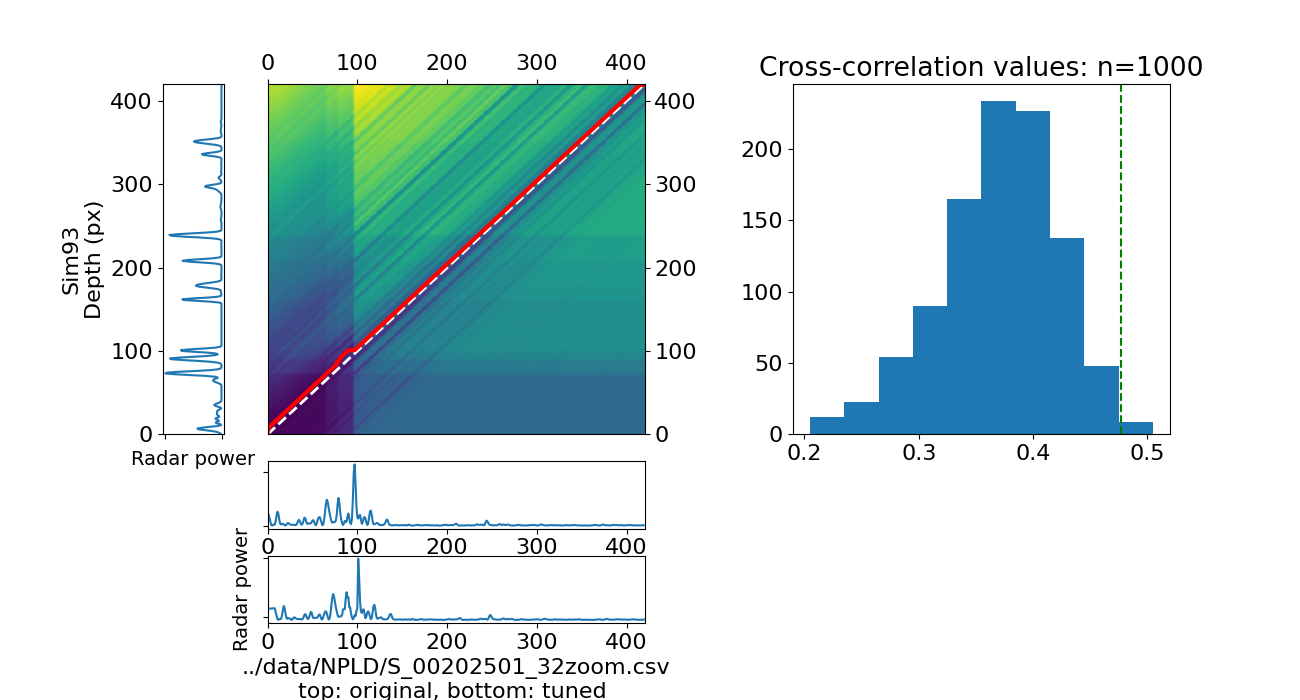 0 100 200 300 400
Cross-correlation values: n=1000
400
300
200
100
0
Sim93
Depth (px)
Radar power
400
300
200
100
0
200
150
100
50
0
0.2 0.3 0.4 0.5
0 100 200 300 400
Radar power
0 100 200 300 400
../data/NPLD/S_00202501_32zoom.csv
top: original, bottom: tuned